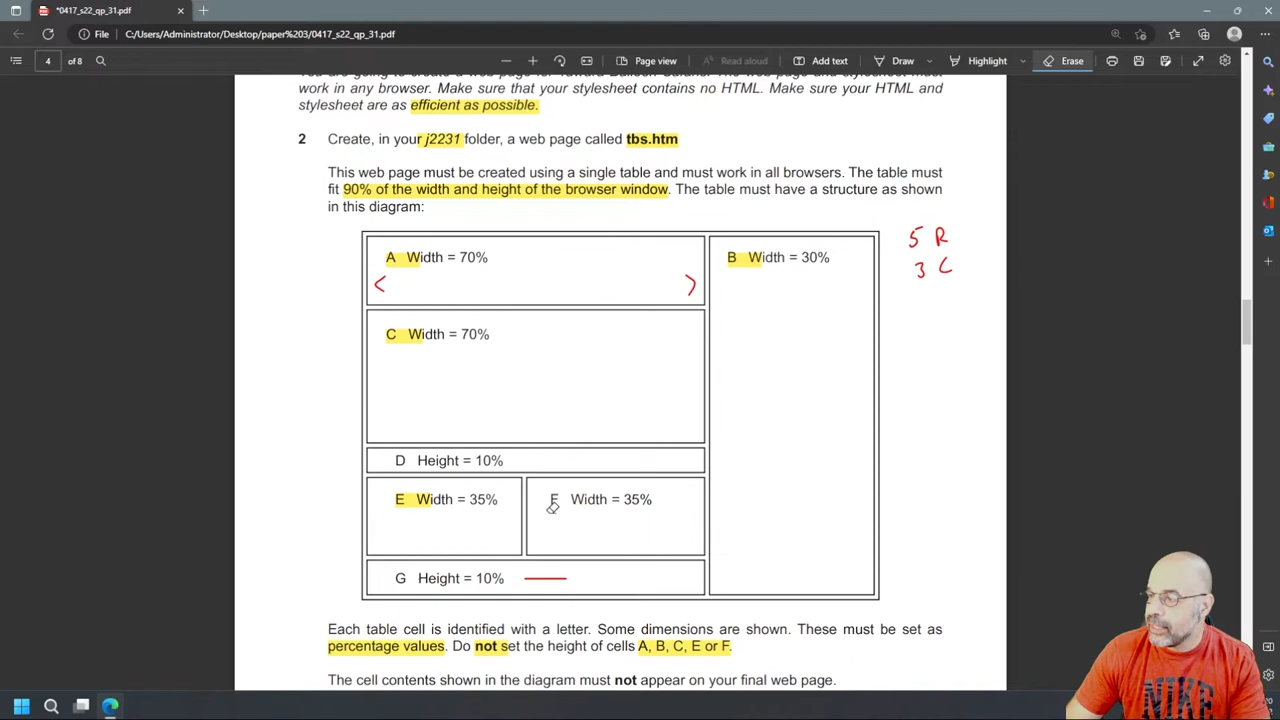 *0417_s22_qp_31.pdf
File C:/Users/Administrator/Desktop/paper%203/0417_s22_qp_31.pdf
4 of 8 Page view Read aloud Add text Draw Highlight Erase
work in any browser. Make sure that your stylesheet contains no HTML. Make sure your HTML and
stylesheet are as efficient as possible.
2 Create, in your j2231 folder, a web page called tbs.htm
This web page must be created using a single table and must work in all browsers. The table must
fit 90% of the width and height of the browser window. The table must have a structure as shown
in this diagram:
5 R
3 C
A Width = 70%
B Width = 30%
C Width = 70%
D Height = 10%
E Width = 35%
F Width = 35%
G Height = 10%
Each table cell is identified with a letter. Some dimensions are shown. These must be set as
percentage values. Do not set the height of cells A, B, C, E or F.
The cell contents shown in the diagram must not appear on your final web page.
NIKE